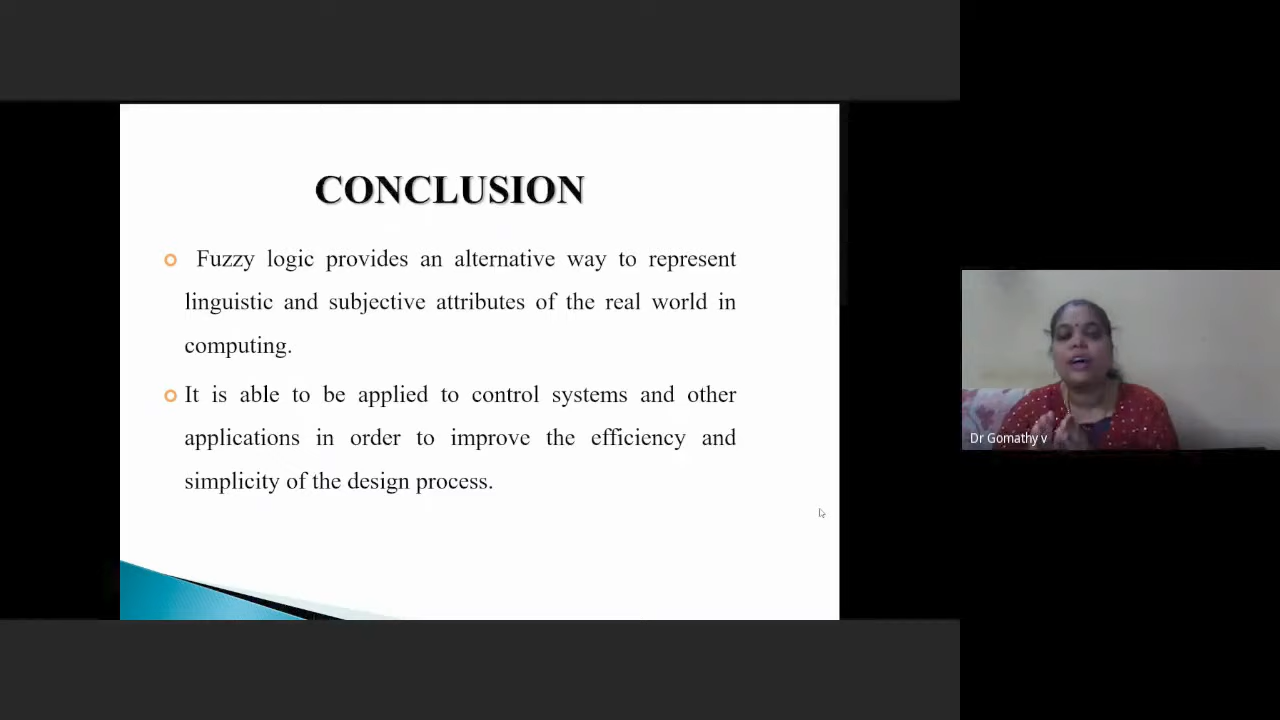 CONCLUSION
Fuzzy logic provides an alternative way to represent
linguistic and subjective attributes of the real world in
computing.
It is able to be applied to control systems and other
applications in order to improve the efficiency and
simplicity of the design process.
Dr Gomathy v